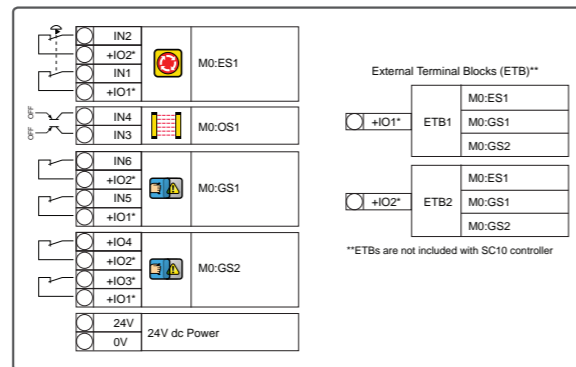 IN2
+IO2*
IN1
+IO1*
M0:ES1
OFF
OFF
IN4
IN3
M0:OS1
IN6
+IO2*
IN5
+IO1*
M0:GS1
+IO4
+IO2*
+IO3*
+IO1*
M0:GS2
24V
0V
24V dc Power
External Terminal Blocks (ETB)**
+IO1*
ETB1
M0:ES1
M0:GS1
M0:GS2
+IO2*
ETB2
M0:ES1
M0:GS1
M0:GS2
**ETBs are not included with SC10 controller